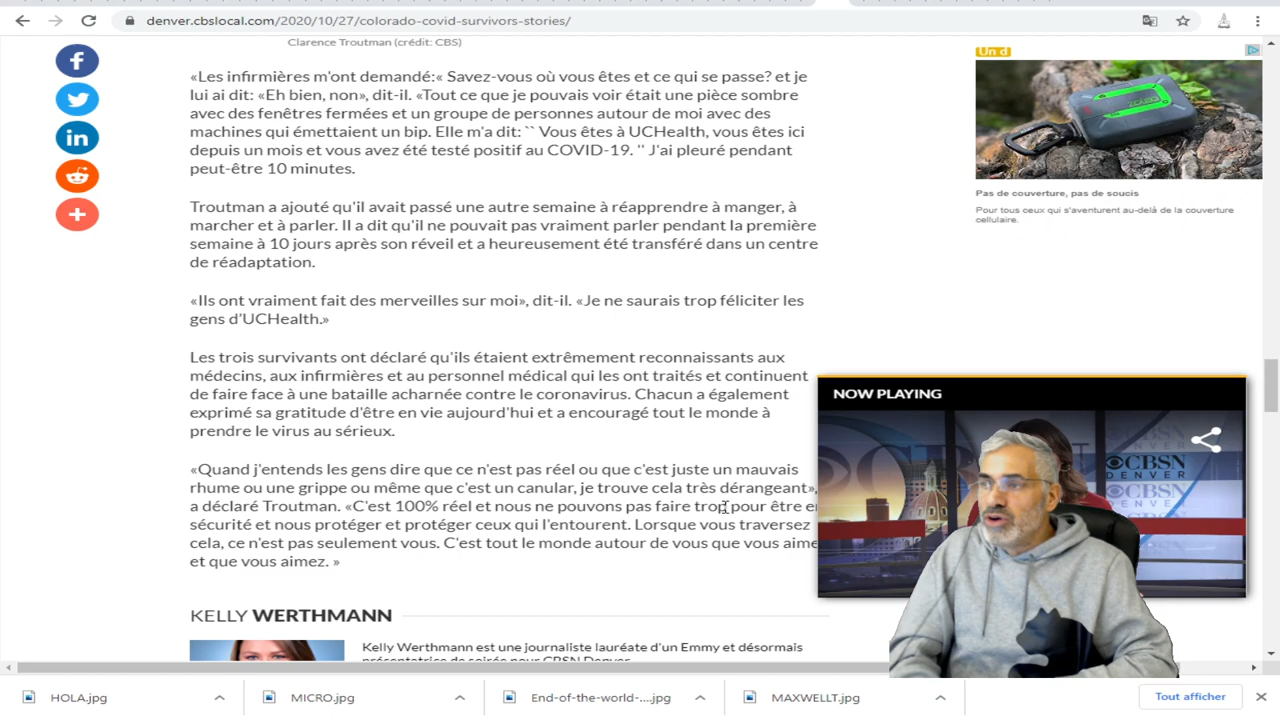 denver.cbslocal.com/2020/10/27/colorado-covid-survivors-stories/
Clarence Troutman (crédit: CBS)
«Les infirmières m'ont demandé:« Savez-vous où vous êtes et ce qui se passe? et je
lui ai dit: «Eh bien, non», dit-il. «Tout ce que je pouvais voir était une pièce sombre
avec des fenêtres fermées et un groupe de personnes autour de moi avec des
machines qui émettaient un bip. Elle m'a dit: `` Vous êtes à UCHealth, vous êtes ici
depuis un mois et vous avez été testé positif au COVID-19. '' J'ai pleuré pendant
peut-être 10 minutes.
Troutman a ajouté qu'il avait passé une autre semaine à réapprendre à manger, à
marcher et à parler. Il a dit qu'il ne pouvait pas vraiment parler pendant la première
semaine à 10 jours après son réveil et a heureusement été transféré dans un centre
de réadaptation.
«Ils ont vraiment fait des merveilles sur moi», dit-il. «Je ne saurais trop féliciter les
gens d'UCHealth.»
Les trois survivants ont déclaré qu'ils étaient extrêmement reconnaissants aux
médecins, aux infirmières et au personnel médical qui les ont traités et continuent
de faire face à une bataille acharnée contre le coronavirus. Chacun a également
exprimé sa gratitude d'être en vie aujourd'hui et a encouragé tout le monde à
prendre le virus au sérieux.
«Quand j'entends les gens dire que ce n'est pas réel ou que c'est juste un mauvais
rhume ou une grippe ou même que c'est un canular, je trouve cela très dérangeant»,
a déclaré Troutman. «C'est 100% réel et nous ne pouvons pas faire trop pour être en
sécurité et nous protéger et protéger ceux qui l'entourent. Lorsque vous traversez
cela, ce n'est pas seulement vous. C'est tout le monde autour de vous que vous aime
et que vous aimez. »
KELLY WERTHMANN
Kelly Werthmann est une journaliste lauréate d'un Emmy et désormais
présentatrice de soirée pour CBSN Denver
Un d
Pas de couverture, pas de soucis
Pour tous ceux qui s'aventurent au-delà de la couverture
cellulaire.
NOW PLAYING
CBSN
DENVER
HOLA.jpg
MICRO.jpg
End-of-the-world-....jpg
MAXWELLT.jpg
Tout afficher